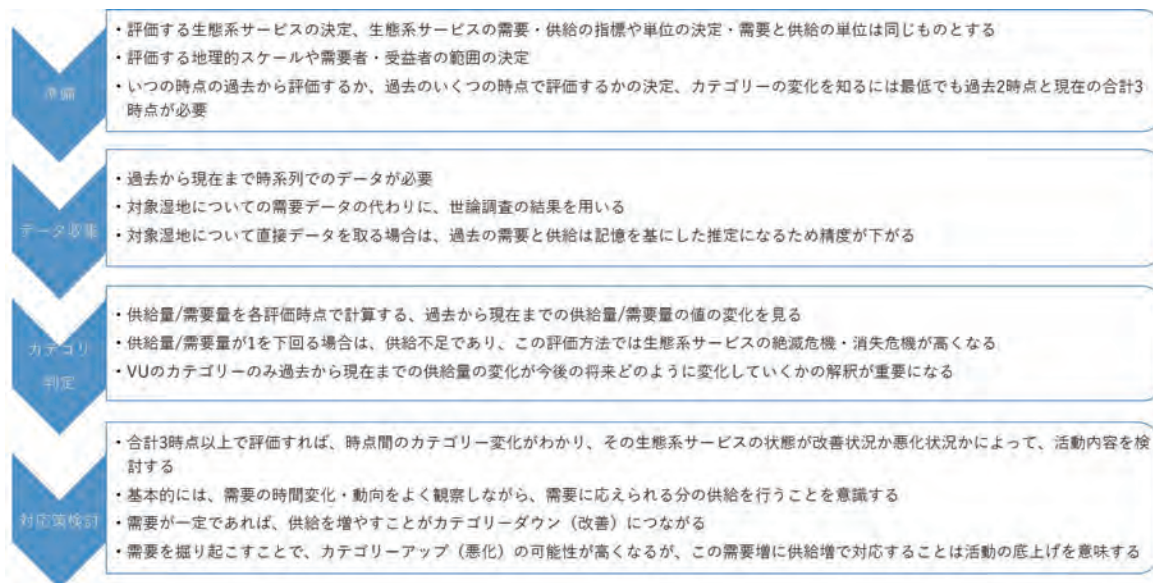 準備
・評価する生態系サービスの決定、生態系サービスの需要・供給の指標や単位の決定・需要と供給の単位は同じものとする
・評価する地理的スケールや需要者・受益者の範囲の決定
・いつの時点の過去から評価するか、過去のいくつの時点で評価するかの決定、カテゴリーの変化を知るには最低でも過去2時点と現在の合計3
時点が必要
データ収集
・過去から現在まで時系列でのデータが必要
・対象湿地についての需要データの代わりに、世論調査の結果を用いる
・対象湿地について直接データを取る場合は、過去の需要と供給は記憶を基にした推定になるため精度が下がる
カテゴリ
判定
・供給量/需要量を各評価時点で計算する、過去から現在までの供給量/需要量の値の変化を見る
・供給量/需要量が1を下回る場合は、供給不足であり、この評価方法では生態系サービスの絶滅危機・消失危機が高くなる
・VUのカテゴリーのみ過去から現在までの供給量の変化が今後の将来どのように変化していくかの解釈が重要になる
対応策検討
・合計3時点以上で評価すれば、時点間のカテゴリー変化がわかり、その生態系サービスの状態が改善状況か悪化状況かによって、活動内容を検
討する
・基本的には、需要の時間変化・動向をよく観察しながら、需要に応えられる分の供給を行うことを意識する
・需要が一定であれば、供給を増やすことがカテゴリーダウン（改善）につながる
・需要を掘り起こすことで、カテゴリーアップ（悪化）の可能性が高くなるが、この需要増に供給増で対応することは活動の底上げを意味する